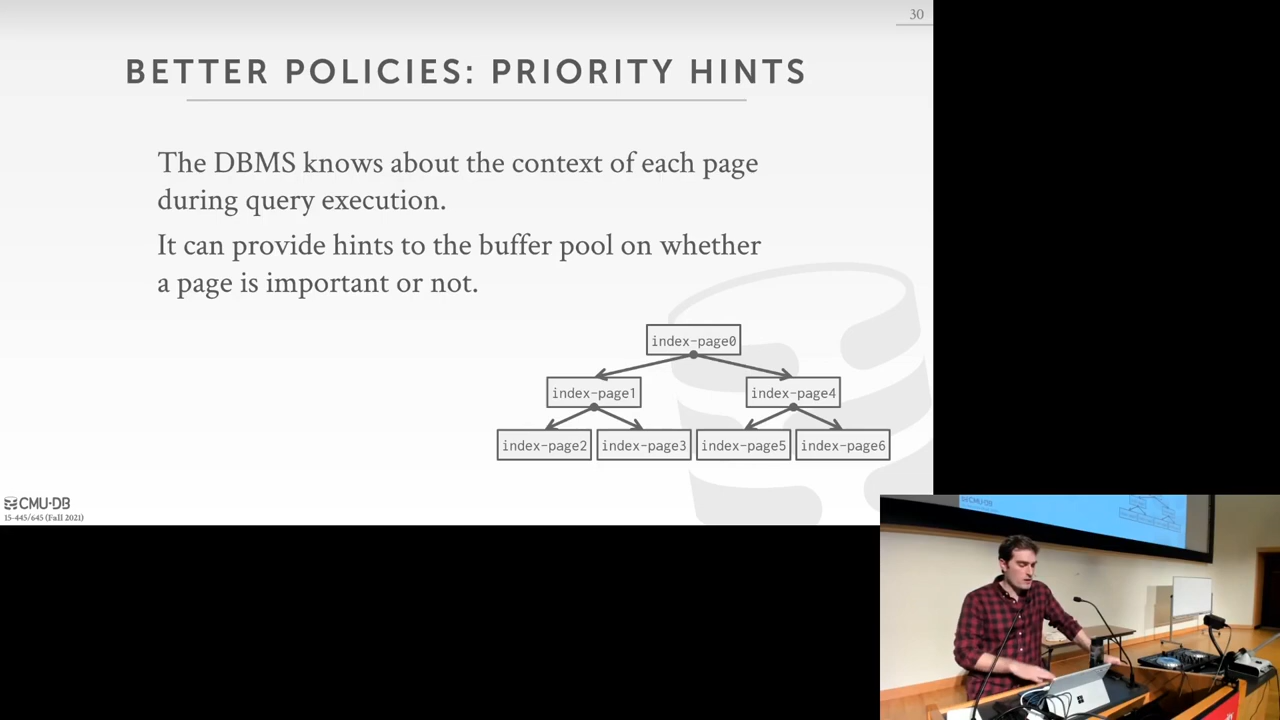 30
BETTER POLICIES: PRIORITY HINTS
The DBMS knows about the context of each page
during query execution.
It can provide hints to the buffer pool on whether
a page is important or not.
index-page0
index-page1 index-page4
index-page2 index-page3 index-page5 index-page6
CMU·DB
15-445/645 (Fall 2021)